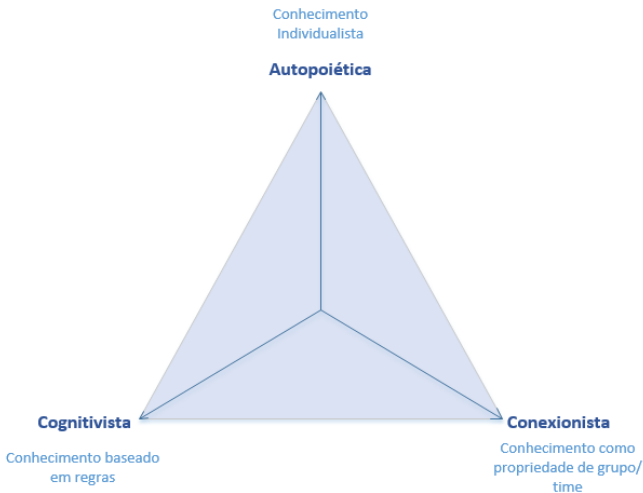 Conhecimento
Individualista
Autopoiética
Cognitivista
Conhecimento baseado
em regras
Conexionista
Conhecimento como
propriedade de grupo/
time